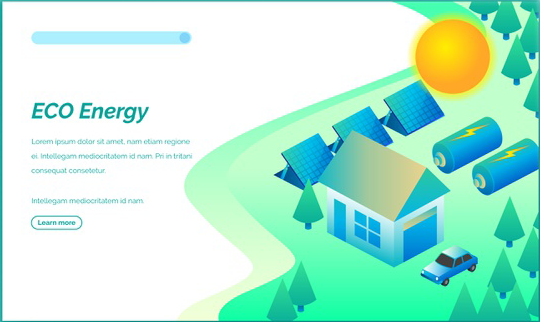 ECO Energy
Lorem ipsum dolor sit amet, nam etiam regione
ei. Intellegam mediocritatem id nam. Pri in tritani
consequat consetetur.
Intellegam mediocritatem id nam.
Learn more